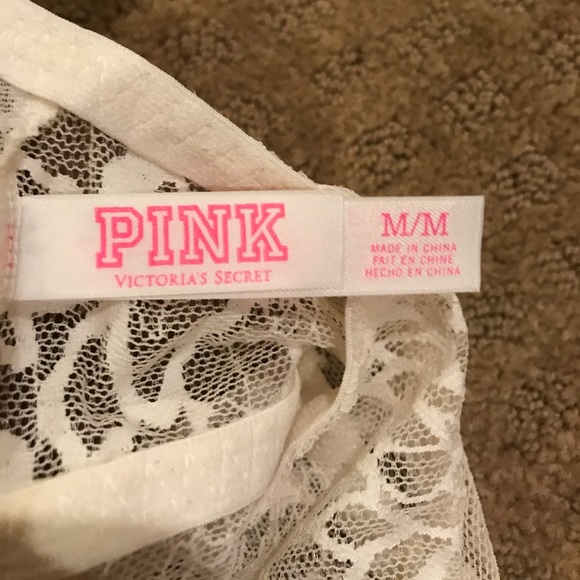 PINK
VICTORIA'S SECRET
M/M
MADE IN CHINA
FAIT EN CHINE
HECHO EN CHINA